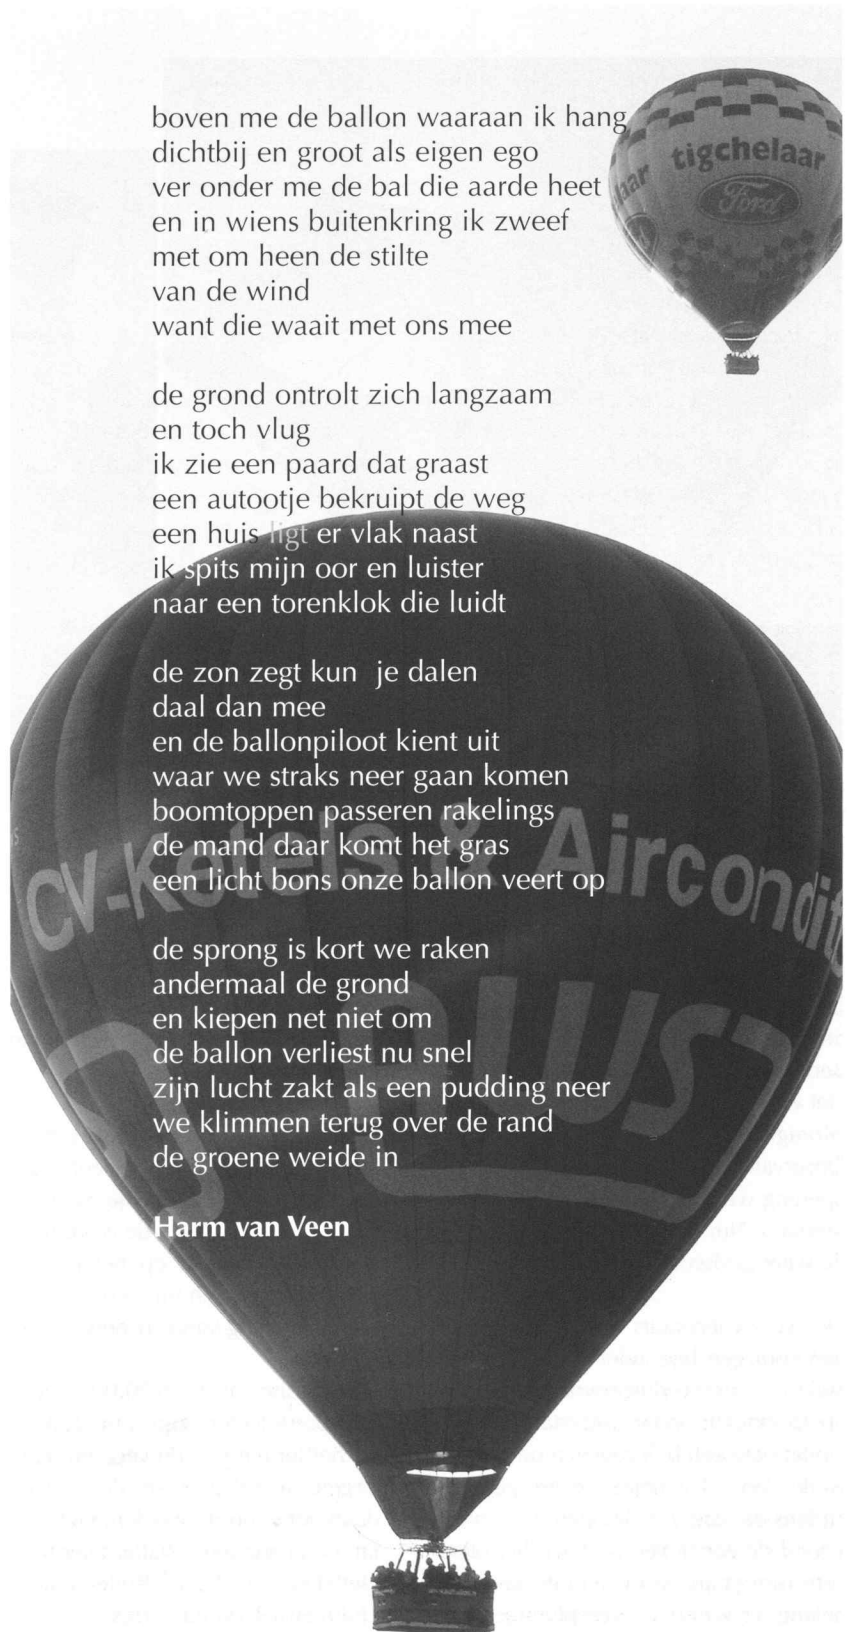 boven me de ballon waaraan ik hang
dichtbij en groot als eigen ego
ver onder me de bal die aarde heet
en in wiens buitenkring ik zweef
met om heen de stilte
van de wind
want die waait met ons mee

de grond ontrolt zich langzaam
en toch vlug
ik zie een paard dat graast
een autootje bekruipt de weg
een huis ligt er vlak naast
ik spits mijn oor en luister
naar een torenklok die luidt

de zon zegt kun je dalen
daal dan mee
en de ballonpiloot kient uit
waar we straks neer gaan komen
boomtoppen passeren rakelings
de mand daar komt het gras
een licht bons onze ballon veert op

de sprong is kort we raken
andermaal de grond
en kiepen net niet om
de ballon verliest nu snel
zijn lucht zakt als een pudding neer
we klimmen terug over de rand
de groene weide in

Harm van Veen

tigchelaar
laar
Ford
CV-Ketels & Aircondit
AWS
S